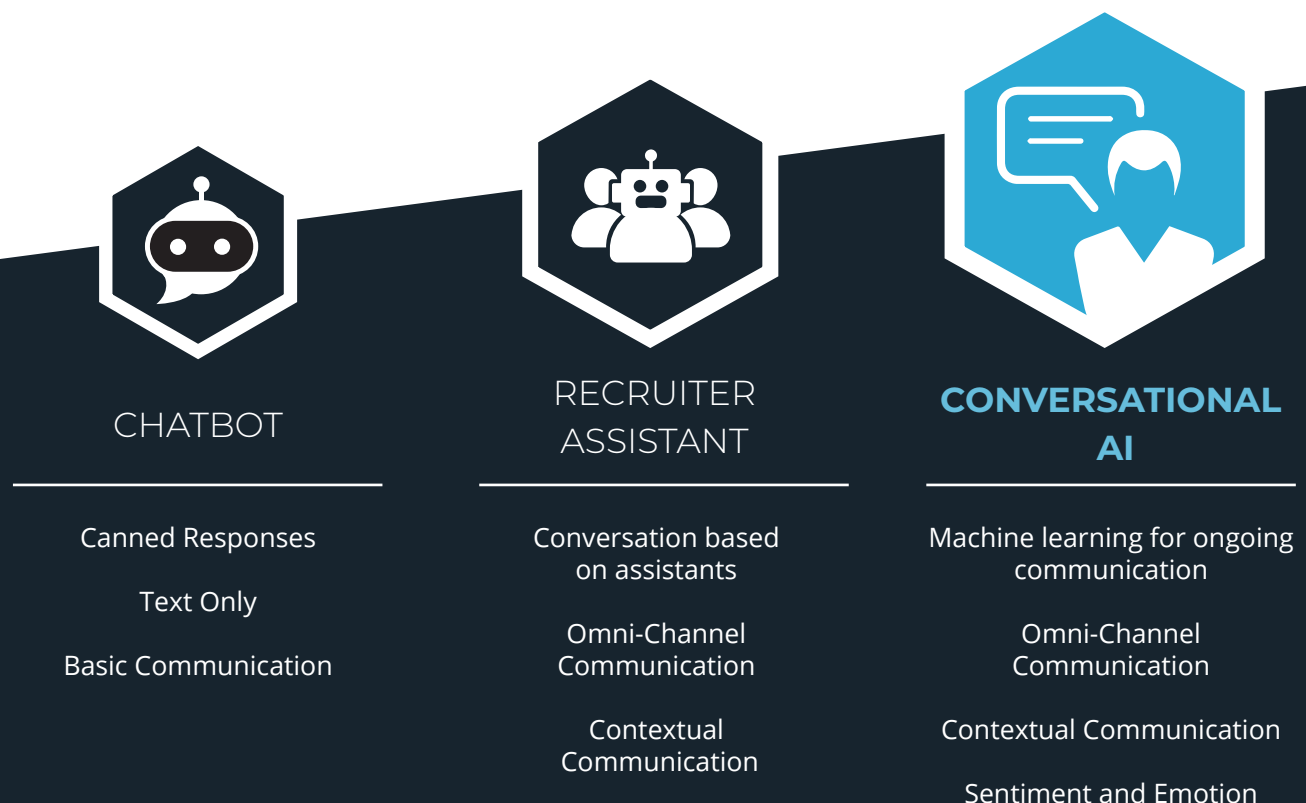 CHATBOT
Canned Responses
Text Only
Basic Communication
RECRUITER
ASSISTANT
Conversation based
on assistants
Omni-Channel
Communication
Contextual
Communication
CONVERSATIONAL
AI
Machine learning for ongoing
communication
Omni-Channel
Communication
Contextual Communication
Sentiment and Emotion